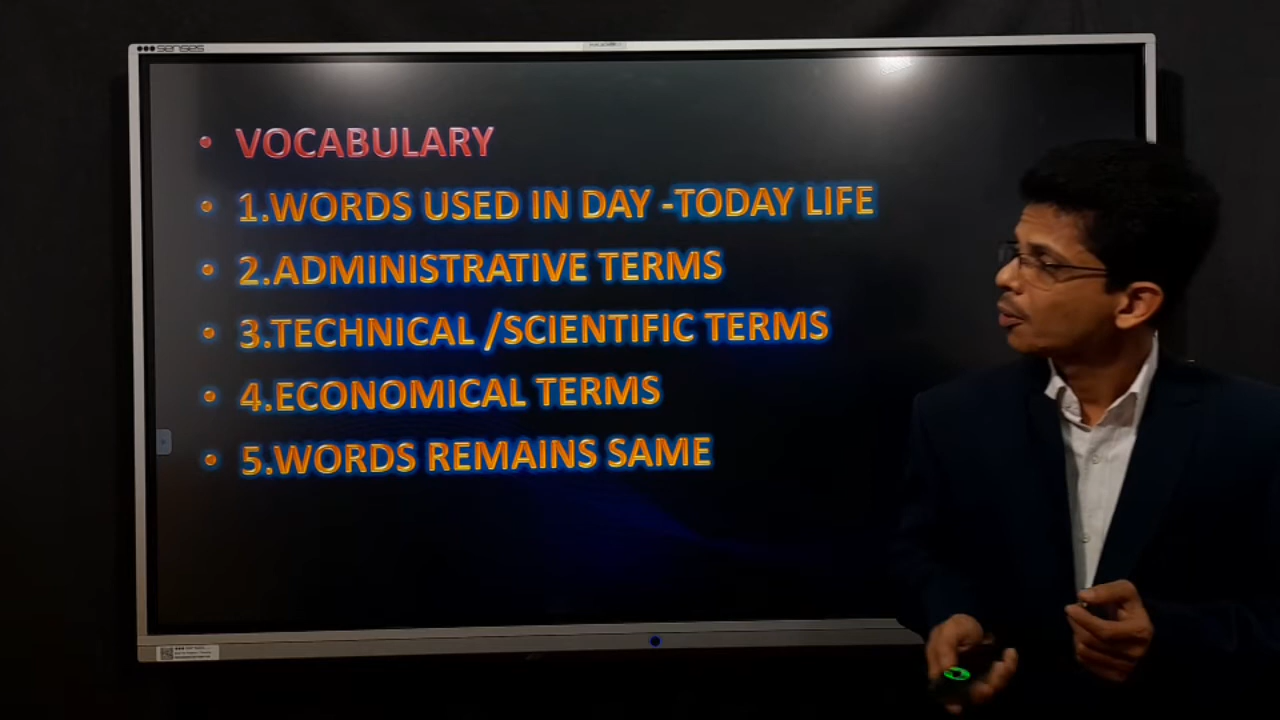 senses
• VOCABULARY
• 1.WORDS USED IN DAY -TODAY LIFE
• 2.ADMINISTRATIVE TERMS
• 3.TECHNICAL /SCIENTIFIC TERMS
• 4.ECONOMICAL TERMS
• 5.WORDS REMAINS SAME